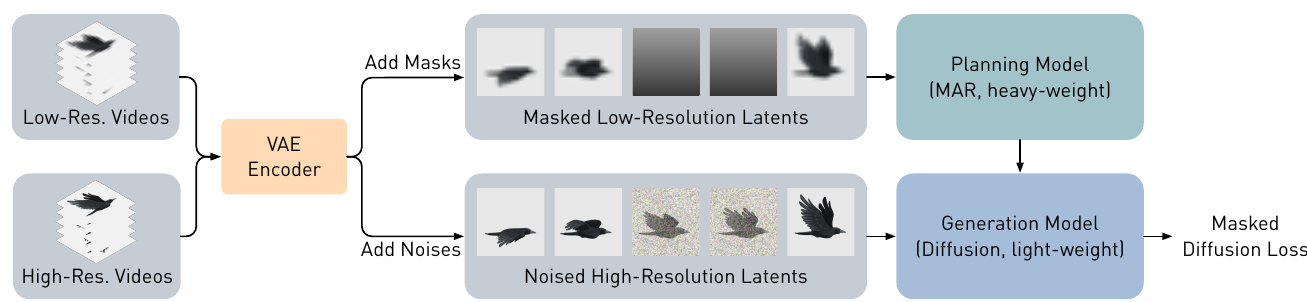 Low-Res. Videos
High-Res. Videos
VAE
Encoder
Add Masks
Add Noises
Masked Low-Resolution Latents
Noised High-Resolution Latents
Planning Model
(MAR, heavy-weight)
Generation Model
(Diffusion, light-weight)
Masked
Diffusion Loss